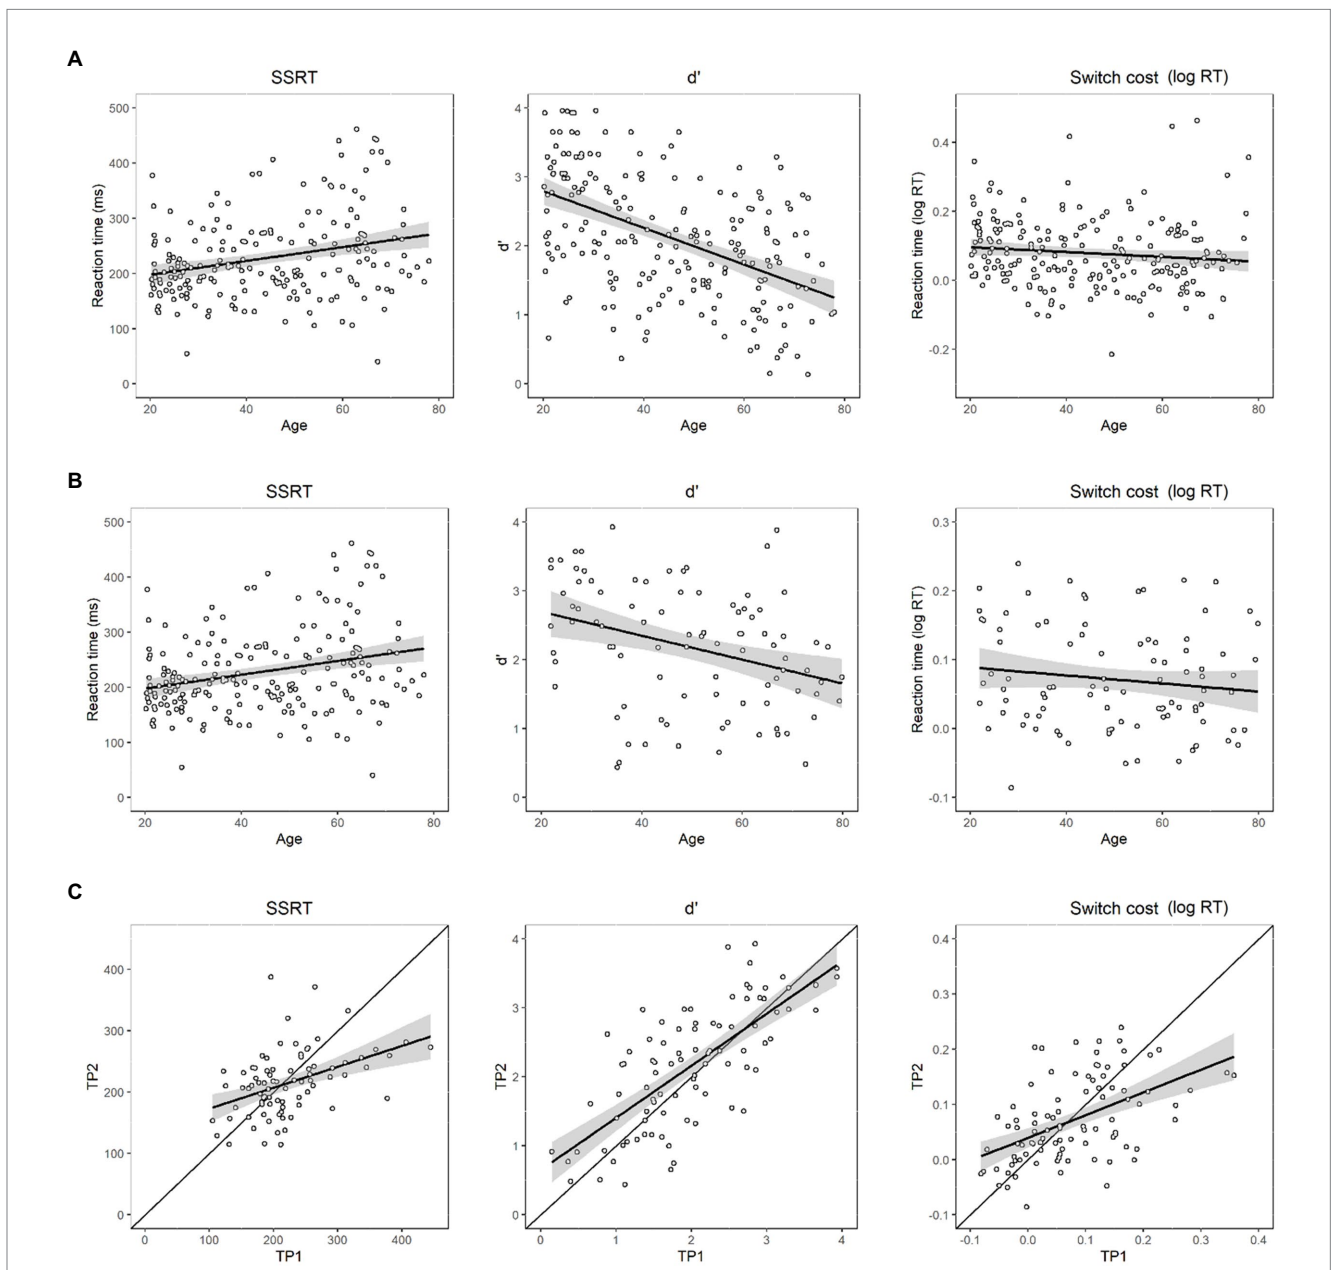 A
SSRT
d'
Switch cost (log RT)
500
400
300
200
100
0
Reaction time (ms)
20 40 60 80
Age
4
3
2
1
0
d'
20 40 60 80
Age
0.4
0.2
0.0
-0.2
Reaction time (log RT)
20 40 60 80
Age
B
SSRT
d'
Switch cost (log RT)
500
400
300
200
100
0
Reaction time (ms)
20 40 60 80
Age
4
3
2
1
0
d'
20 40 60 80
Age
0.3
0.2
0.1
0.0
-0.1
Reaction time (log RT)
20 40 60 80
Age
C
SSRT
d'
Switch cost (log RT)
400
300
200
100
0
TP2
0 100 200 300 400
TP1
4
3
2
1
0
TP2
0 1 2 3 4
TP1
0.4
0.3
0.2
0.1
0.0
-0.1
TP2
-0.1 0.0 0.1 0.2 0.3 0.4
TP1